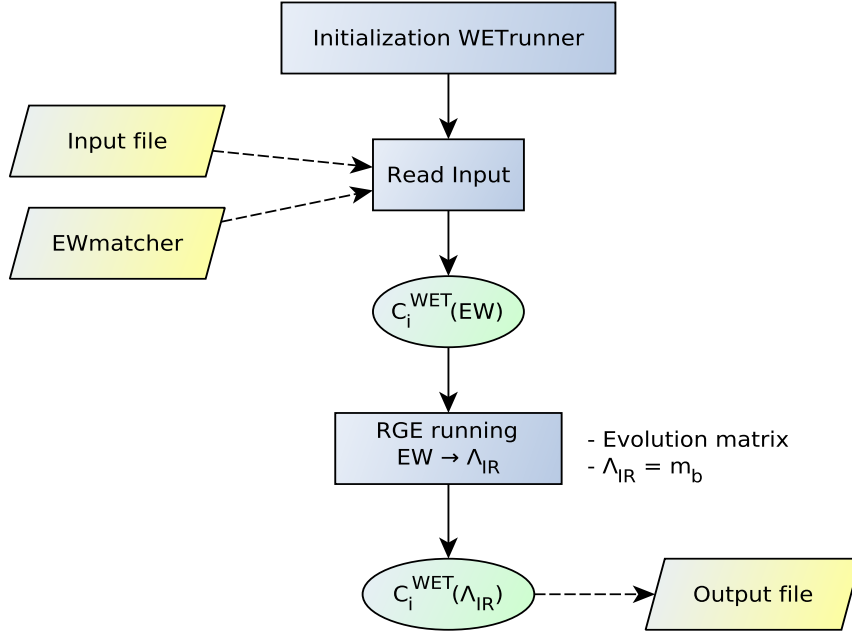 Initialization WETrunner
Input file
Read Input
EWmatcher
C_i^WET(EW)
RGE running
EW → Λ_IR
- Evolution matrix
- Λ_IR = m_b
C_i^WET(Λ_IR)
Output file